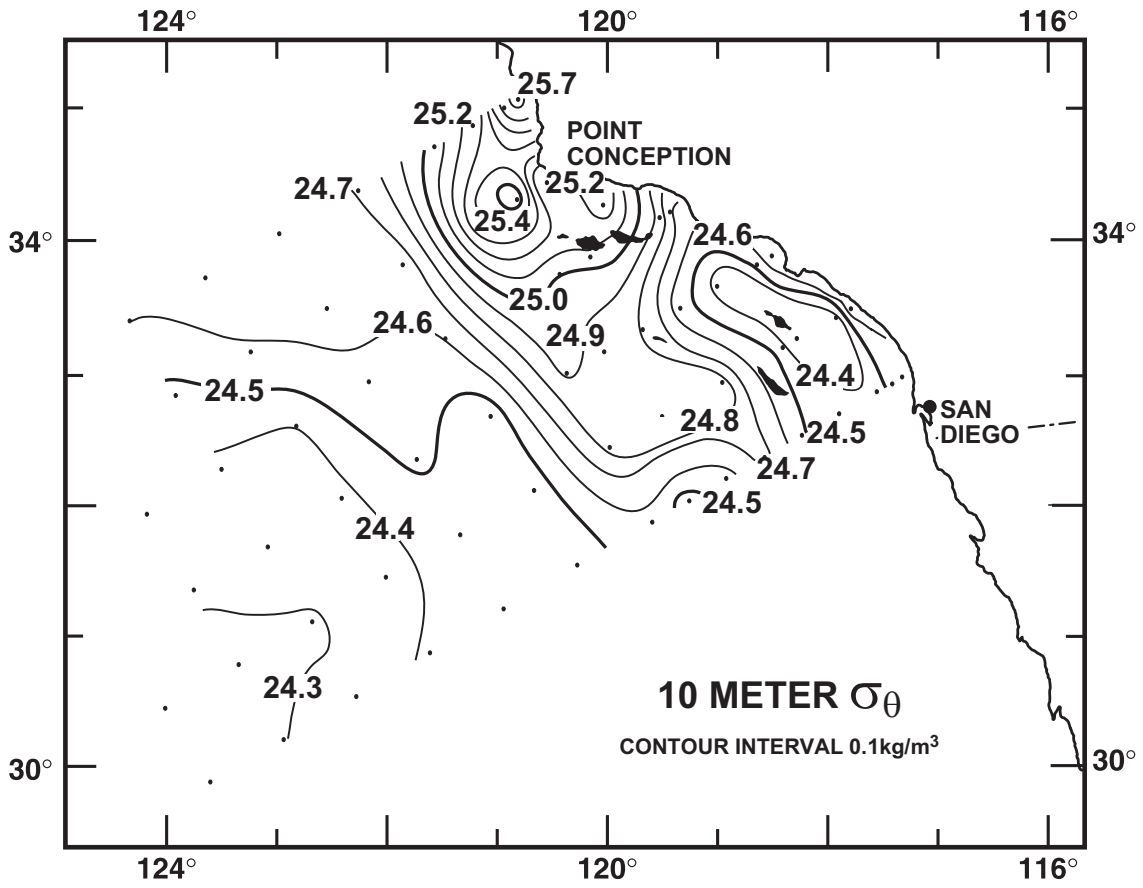 124° 120° 116°
25.7
25.2
POINT
CONCEPTION
25.2
24.7
25.4
34° 24.6 34°
25.0
24.6 24.9
24.5 24.4
24.8 SAN
24.5 DIEGO
24.7
24.5
24.4
24.3 10 METER σθ
CONTOUR INTERVAL 0.1kg/m³
30° 30°
124° 120° 116°